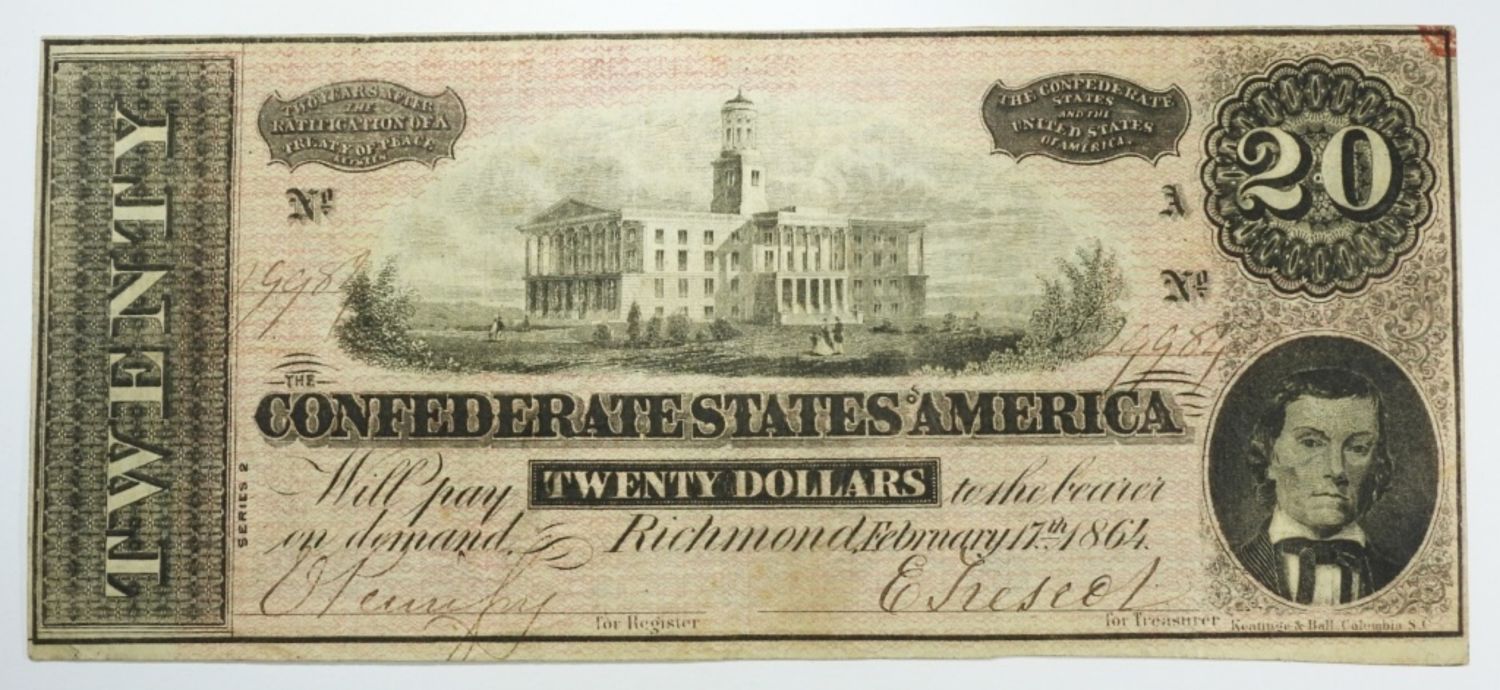 TWENTY
TWO YEARS AFTER
THE
RATIFICATION OF A
TREATY OF PEACE
BETWEEN
THE CONFEDERATE
STATES
AND THE
UNITED STATES
OF AMERICA.
20
No
A
No
THE
CONFEDERATE STATES OF AMERICA
SERIES 2
Will pay TWENTY DOLLARS to the bearer
on demand. Richmond, February 17th 1864.
E Trescot
for Register
for Treasurer
Keatinge & Ball, Columbia S.C.